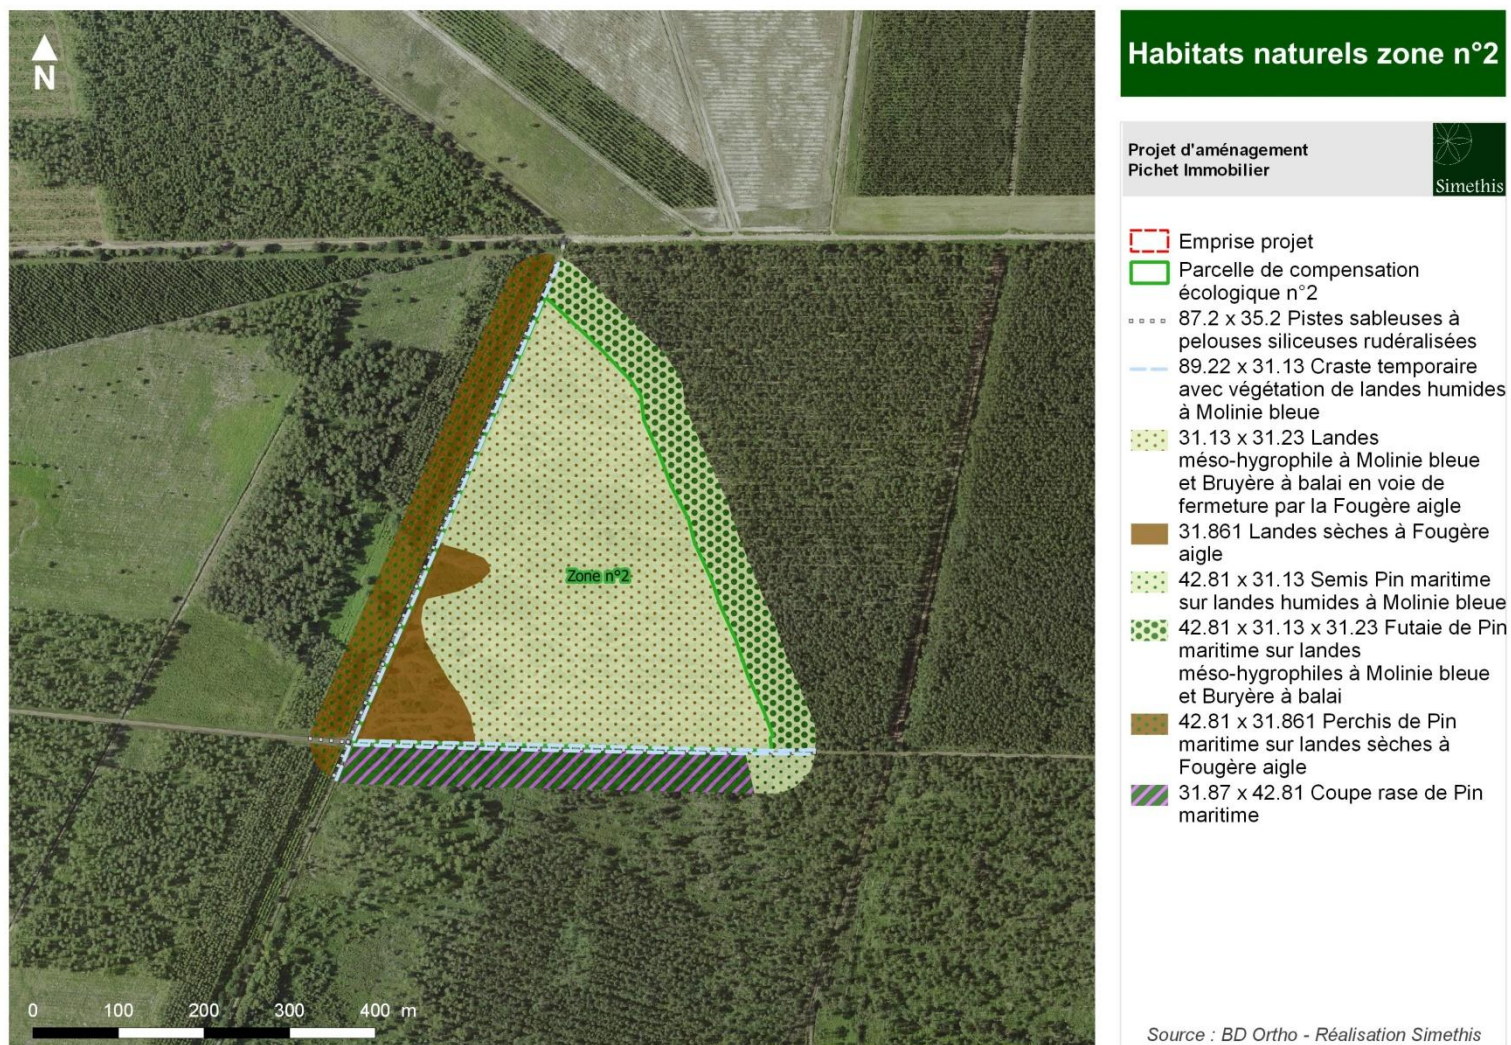 N
Zone n°2
0 100 200 300 400 m
Habitats naturels zone n°2
Projet d'aménagement
Pichet Immobilier
Simethis
Emprise projet
Parcelle de compensation
écologique n°2
87.2 x 35.2 Pistes sableuses à
pelouses siliceuses rudéralisées
89.22 x 31.13 Craste temporaire
avec végétation de landes humides
à Molinie bleue
31.13 x 31.23 Landes
méso-hygrophile à Molinie bleue
et Bruyère à balai en voie de
fermeture par la Fougère aigle
31.861 Landes sèches à Fougère
aigle
42.81 x 31.13 Semis Pin maritime
sur landes humides à Molinie bleue
42.81 x 31.13 x 31.23 Futaie de Pin
maritime sur landes
méso-hygrophiles à Molinie bleue
et Buryère à balai
42.81 x 31.861 Perchis de Pin
maritime sur landes sèches à
Fougère aigle
31.87 x 42.81 Coupe rase de Pin
maritime
Source : BD Ortho - Réalisation Simethis